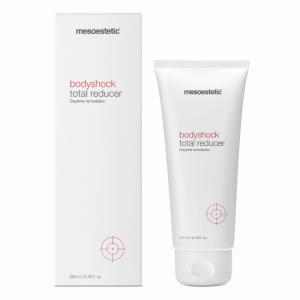 mesoestetic®
bodyshock
total reducer
Daytime remodeller.
mesoestetic®
bodyshock
total reducer
Daytime remodeller.